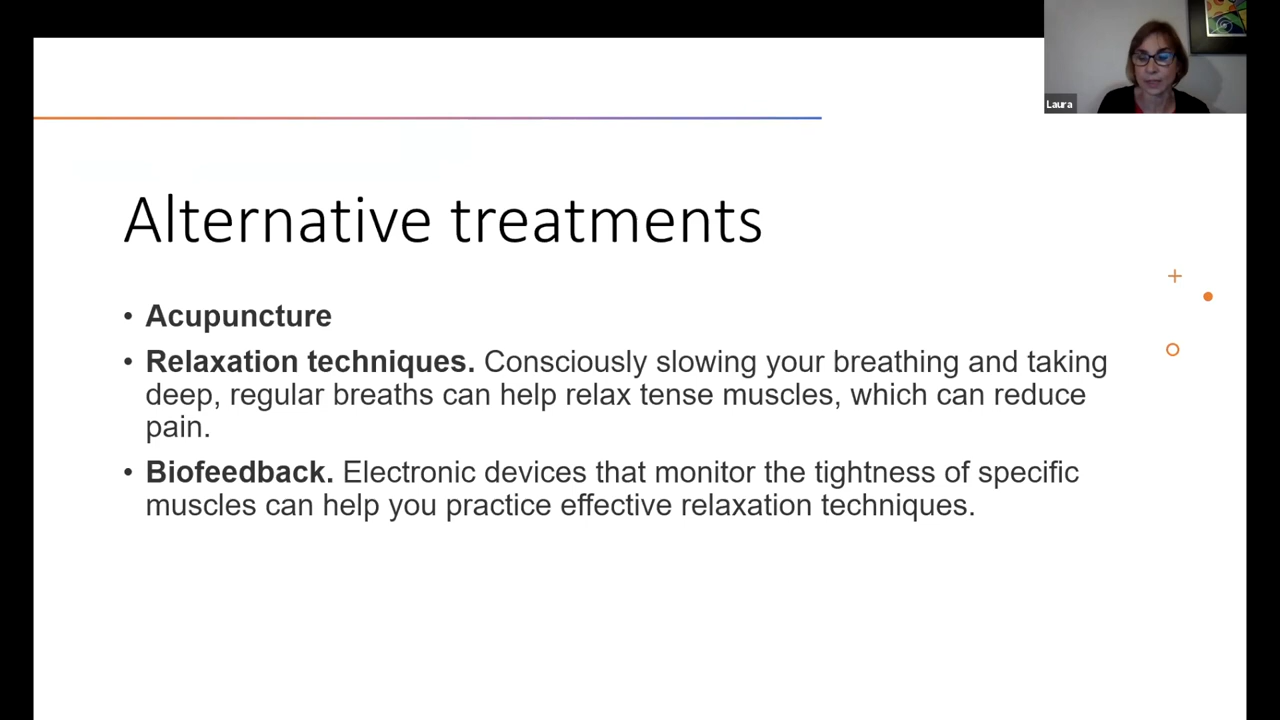 Laura
Alternative treatments
• Acupuncture
• Relaxation techniques. Consciously slowing your breathing and taking
deep, regular breaths can help relax tense muscles, which can reduce
pain.
• Biofeedback. Electronic devices that monitor the tightness of specific
muscles can help you practice effective relaxation techniques.